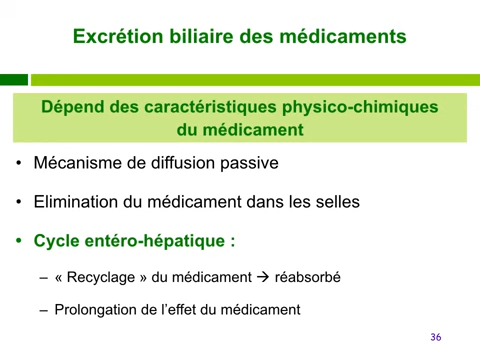 Excrétion biliaire des médicaments
Dépend des caractéristiques physico-chimiques
du médicament
• Mécanisme de diffusion passive
• Elimination du médicament dans les selles
• Cycle entéro-hépatique :
– « Recyclage » du médicament → réabsorbé
– Prolongation de l’effet du médicament
36